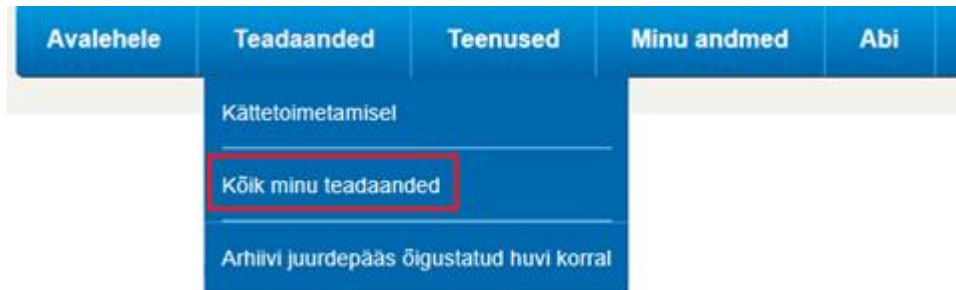 Avalehele Teadaanded Teenused Minu andmed Abi
Kättetoimetamisel
Kõik minu teadaanded
Arhiivi juurdepääs õigustatud huvi korral